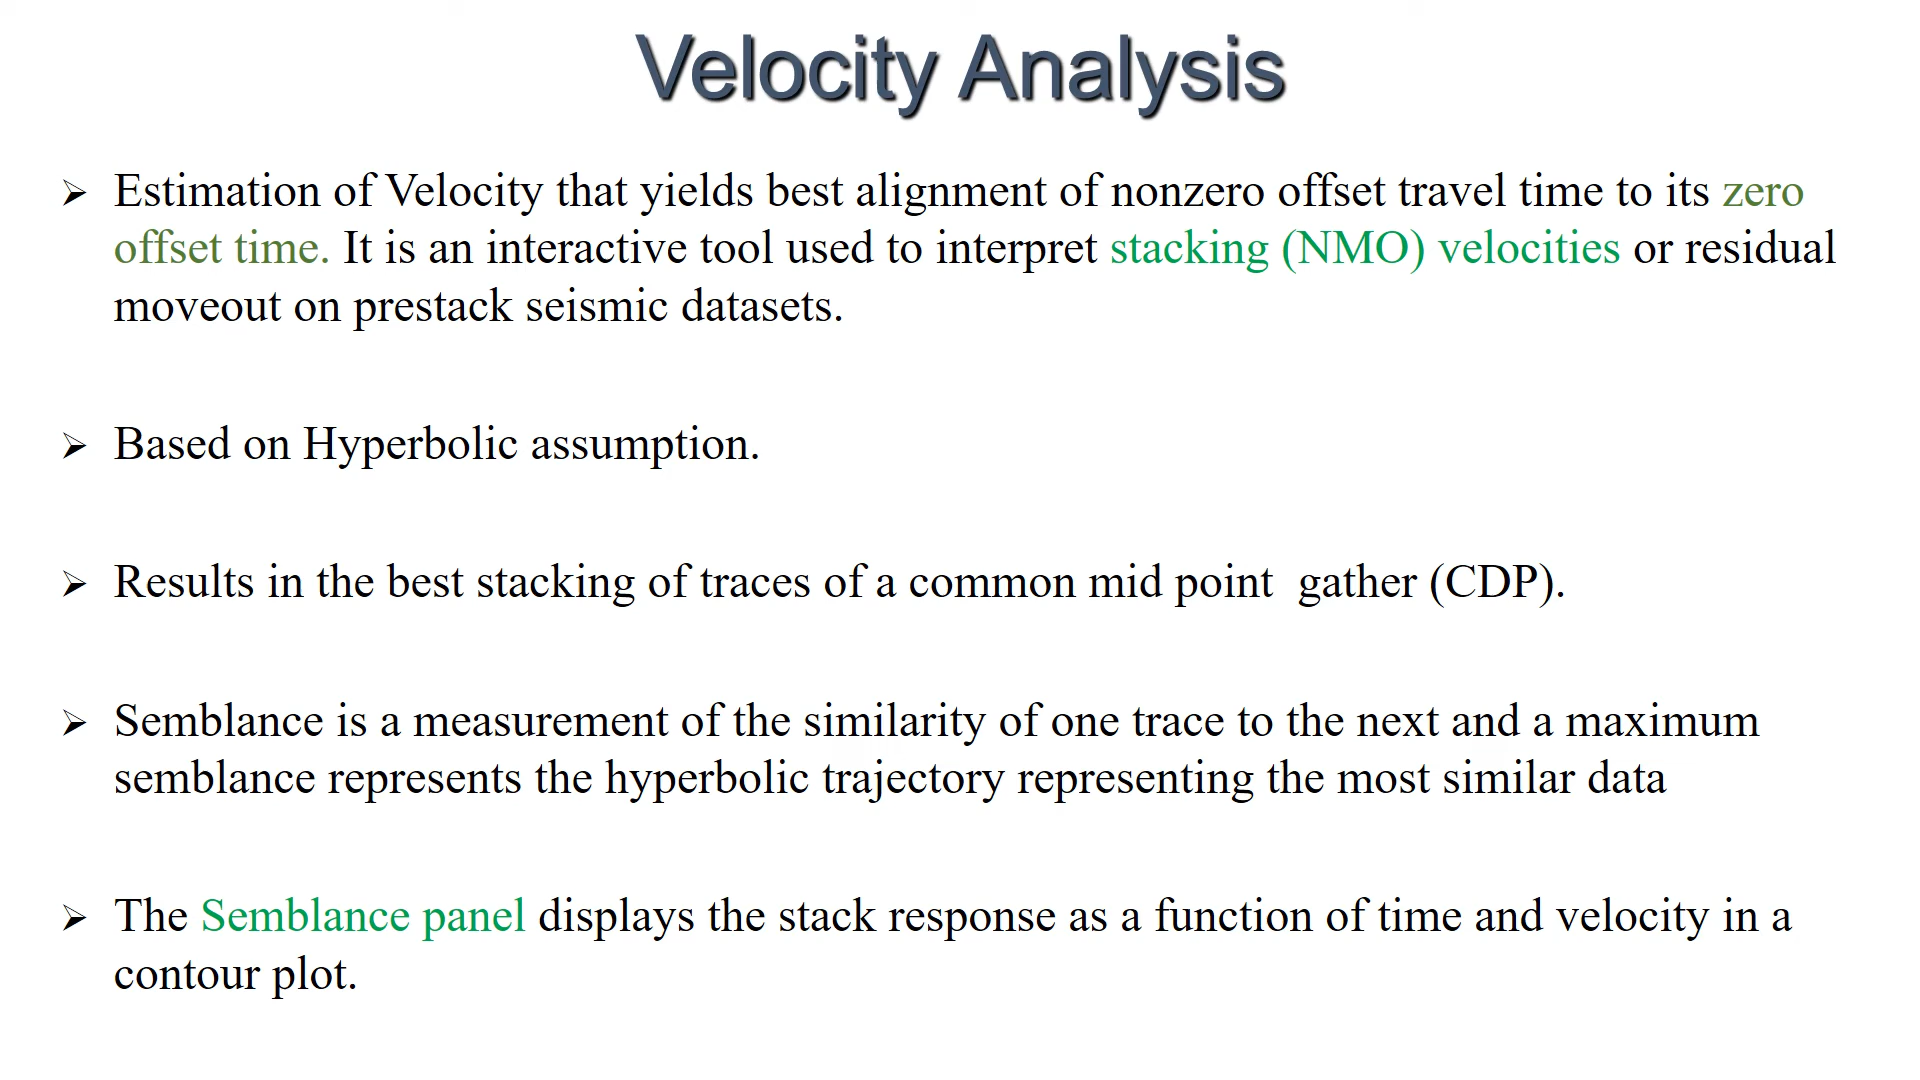 Velocity Analysis
➢ Estimation of Velocity that yields best alignment of nonzero offset travel time to its zero
offset time. It is an interactive tool used to interpret stacking (NMO) velocities or residual
moveout on prestack seismic datasets.
➢ Based on Hyperbolic assumption.
➢ Results in the best stacking of traces of a common mid point  gather (CDP).
➢ Semblance is a measurement of the similarity of one trace to the next and a maximum
semblance represents the hyperbolic trajectory representing the most similar data
➢ The Semblance panel displays the stack response as a function of time and velocity in a
contour plot.